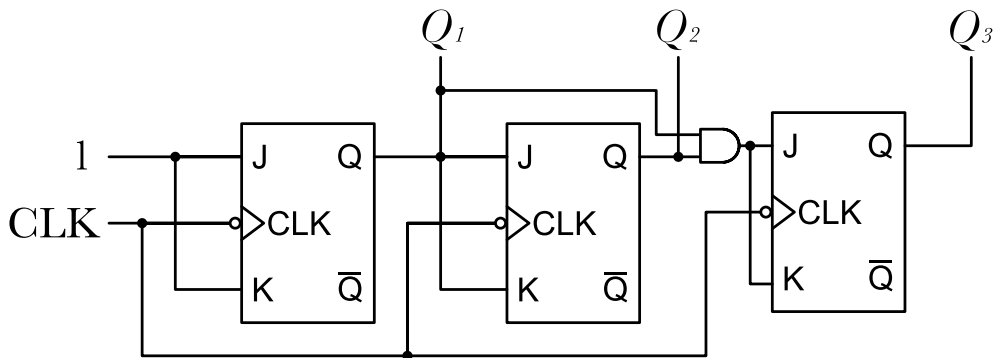 Q1 Q2 Q3
1 J Q J Q J Q
CLK CLK CLK CLK
K Q̅ K Q̅ K Q̅